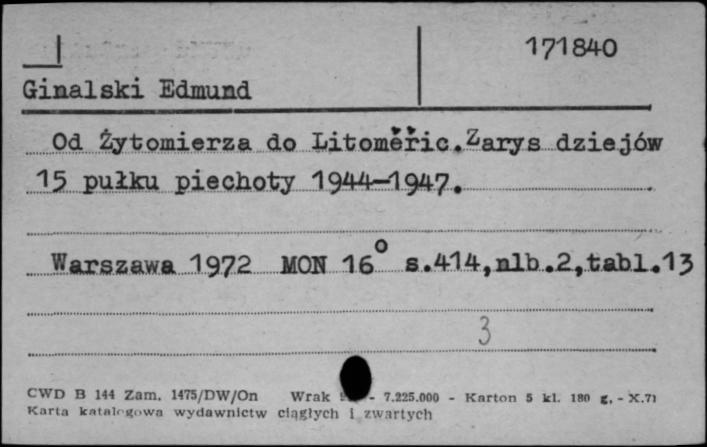 171840
Ginalski Edmund
Od Żytomierza do Litoměřic. Zarys dziejów
15 pułku piechoty 1944-1947.
Warszawa 1972 MON 16° s.414,nlb.2,tabl.13
3
CWD B 144 Zam. 1475/DW/On Wrak - 7.225.000 - Karton 5 kl. 180 g. - X.71
Karta katalogowa wydawnictw ciągłych i zwartych